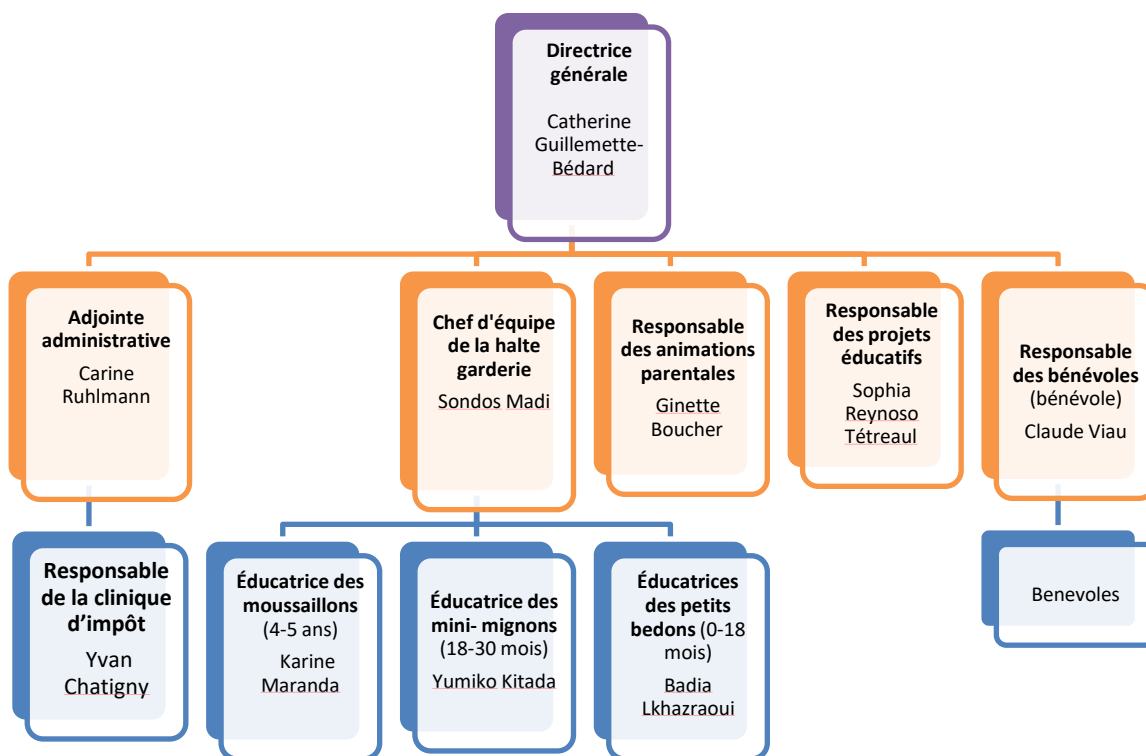 Directrice
générale
Catherine
Guillemette-
Bédard
Adjointe
administrative
Carine
Ruhlmann
Chef d'équipe
de la halte
garderie
Sondos Madi
Responsable
des animations
parentales
Ginette
Boucher
Responsable
des projets
éducatifs
Sophia
Reynoso
Tétreaul
Responsable
des bénévoles
(bénévole)
Claude Viau
Responsable
de la clinique
d’impôt
Yvan
Chatigny
Éducatrice des
moussaillons
(4-5 ans)
Karine
Maranda
Éducatrice des
mini- mignons
(18-30 mois)
Yumiko Kitada
Éducatrices
des petits
bedons (0-18
mois)
Badia
Lkhazraoui
Benevoles